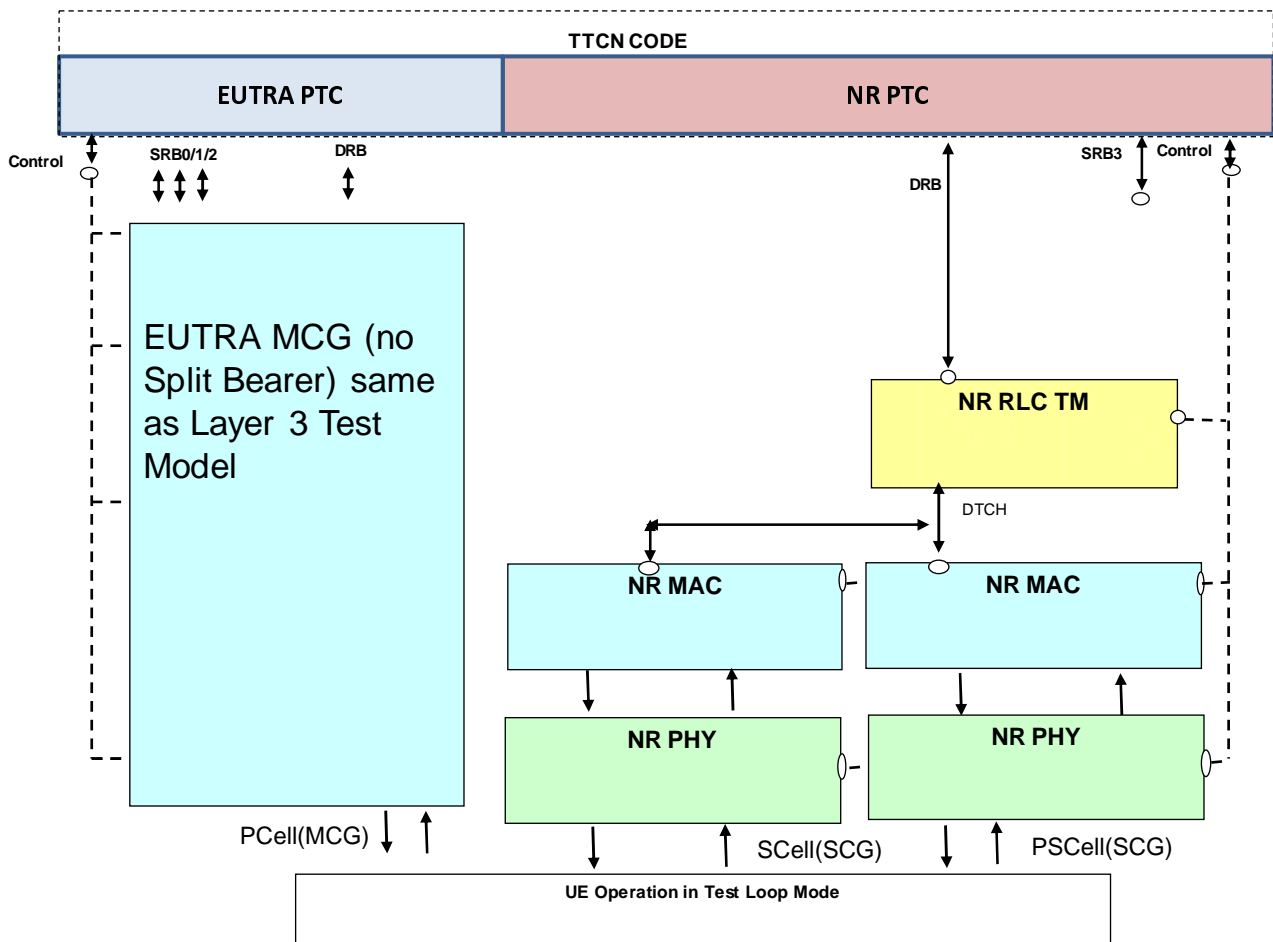 TTCN CODE
EUTRA PTC
NR PTC
Control
SRB0/1/2
DRB
DRB
SRB3
Control
EUTRA MCG (no
Split Bearer) same
as Layer 3 Test
Model
NR RLC TM
DTCH
NR MAC
NR MAC
NR PHY
NR PHY
PCell(MCG)
SCell(SCG)
PSCell(SCG)
UE Operation in Test Loop Mode